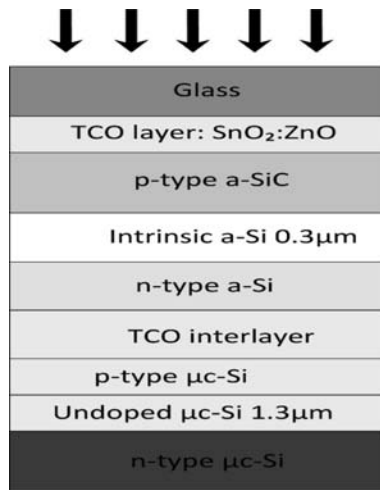 Glass
TCO layer: SnO₂:ZnO
p-type a-SiC
Intrinsic a-Si 0.3µm
n-type a-Si
TCO interlayer
p-type µc-Si
Undoped µc-Si 1.3µm
n-type µc-Si